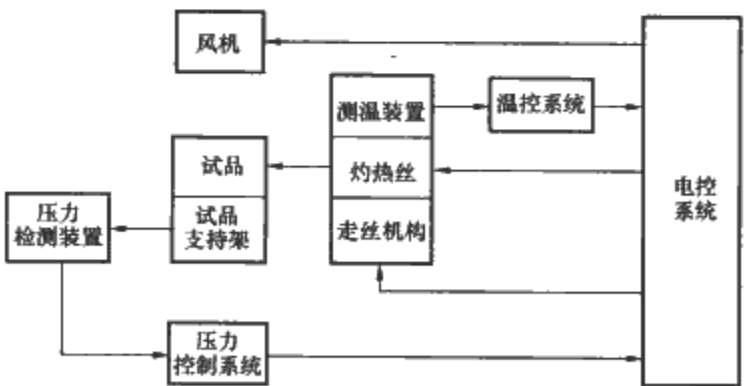 风机
测温装置
温控系统
试品
灼热丝
电控
系统
压力
检测装置
试品
支持架
走丝机构
压力
控制系统